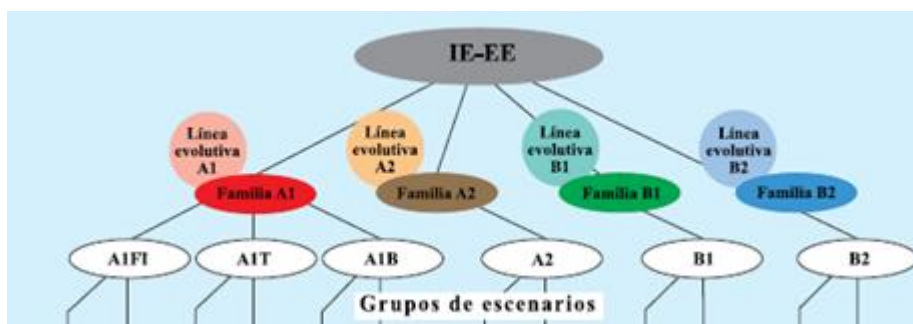 IE-EE
Línea
evolutiva
A1
Línea
evolutiva
A2
Línea
evolutiva
B1
Línea
evolutiva
B2
Familia A1
Familia A2
Familia B1
Familia B2
A1FI
A1T
A1B
A2
B1
B2
Grupos de escenarios